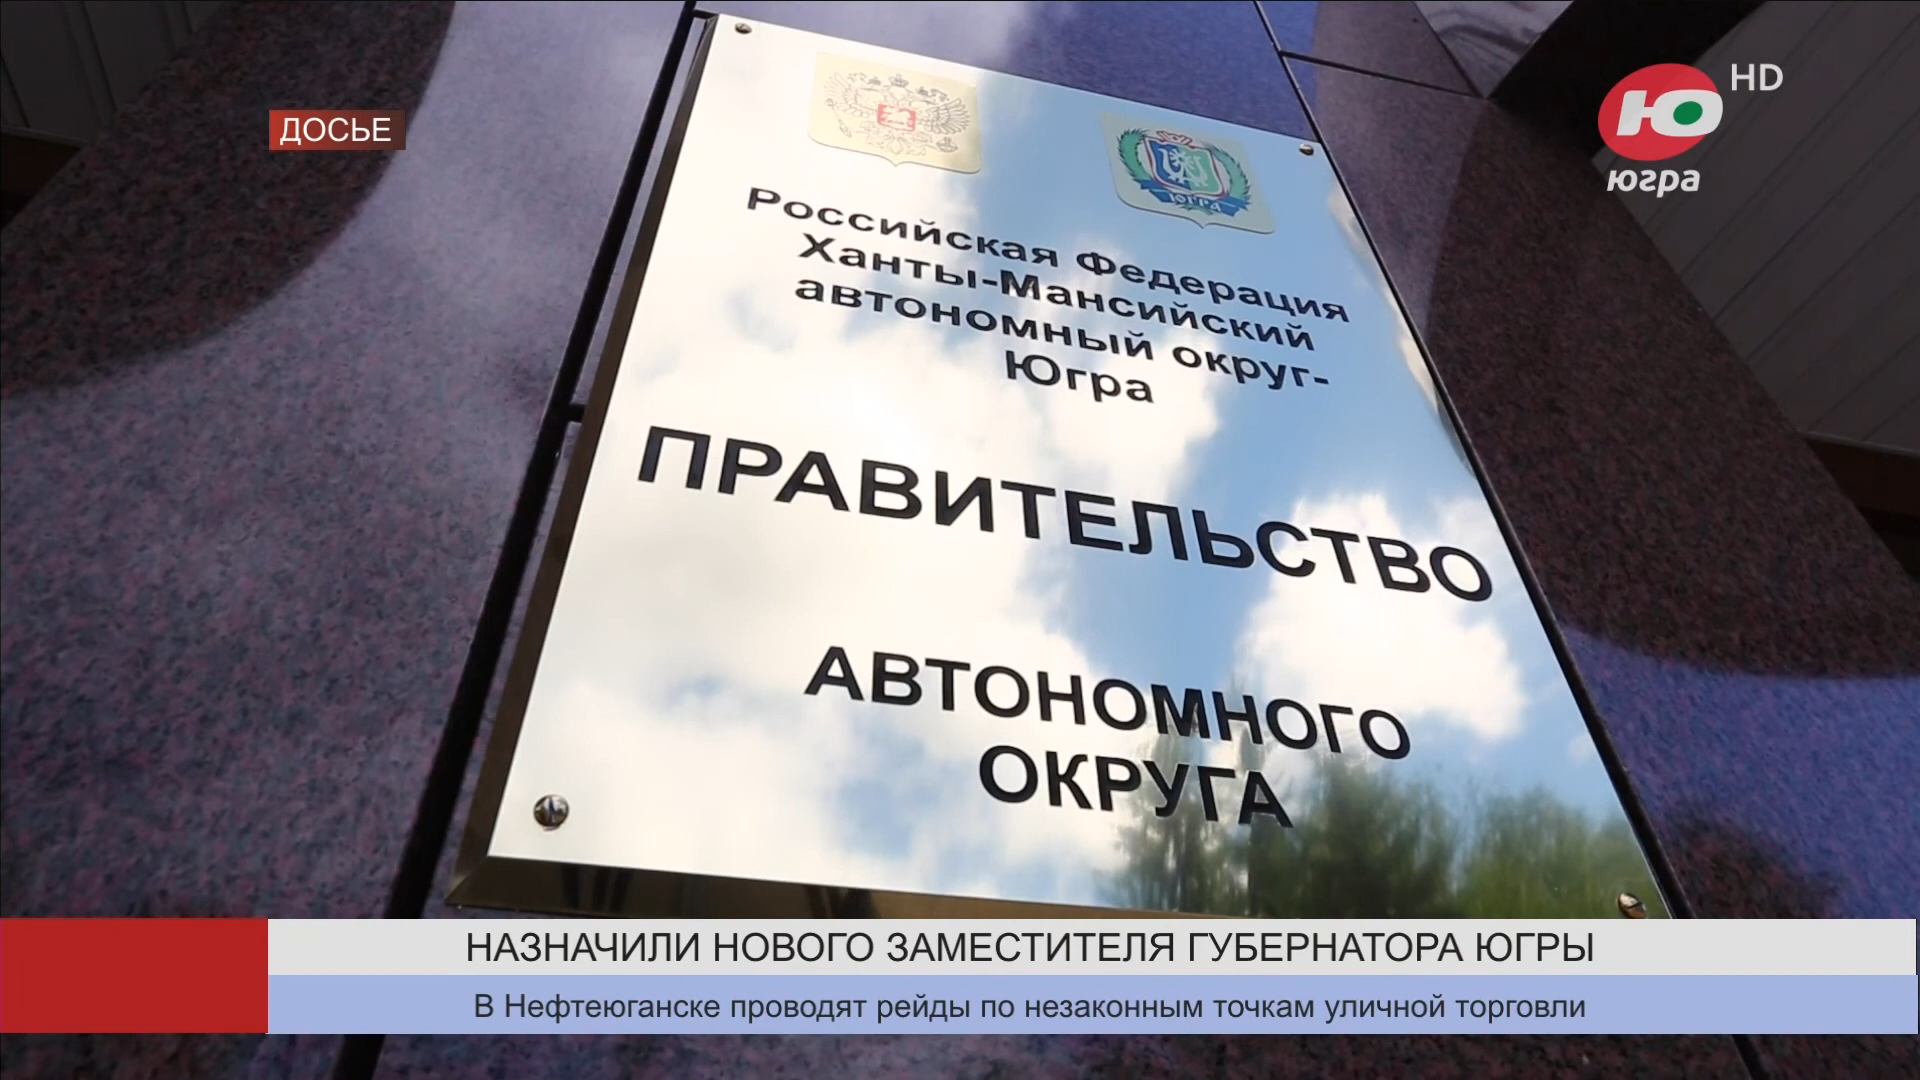 ДОСЬЕ
Ю HD
югра
ЮГРА
Российская Федерация
Ханты-Мансийский
автономный округ-
Югра
ПРАВИТЕЛЬСТВО
АВТОНОМНОГО
ОКРУГА
НАЗНАЧИЛИ НОВОГО ЗАМЕСТИТЕЛЯ ГУБЕРНАТОРА ЮГРЫ
В Нефтеюганске проводят рейды по незаконным точкам уличной торговли